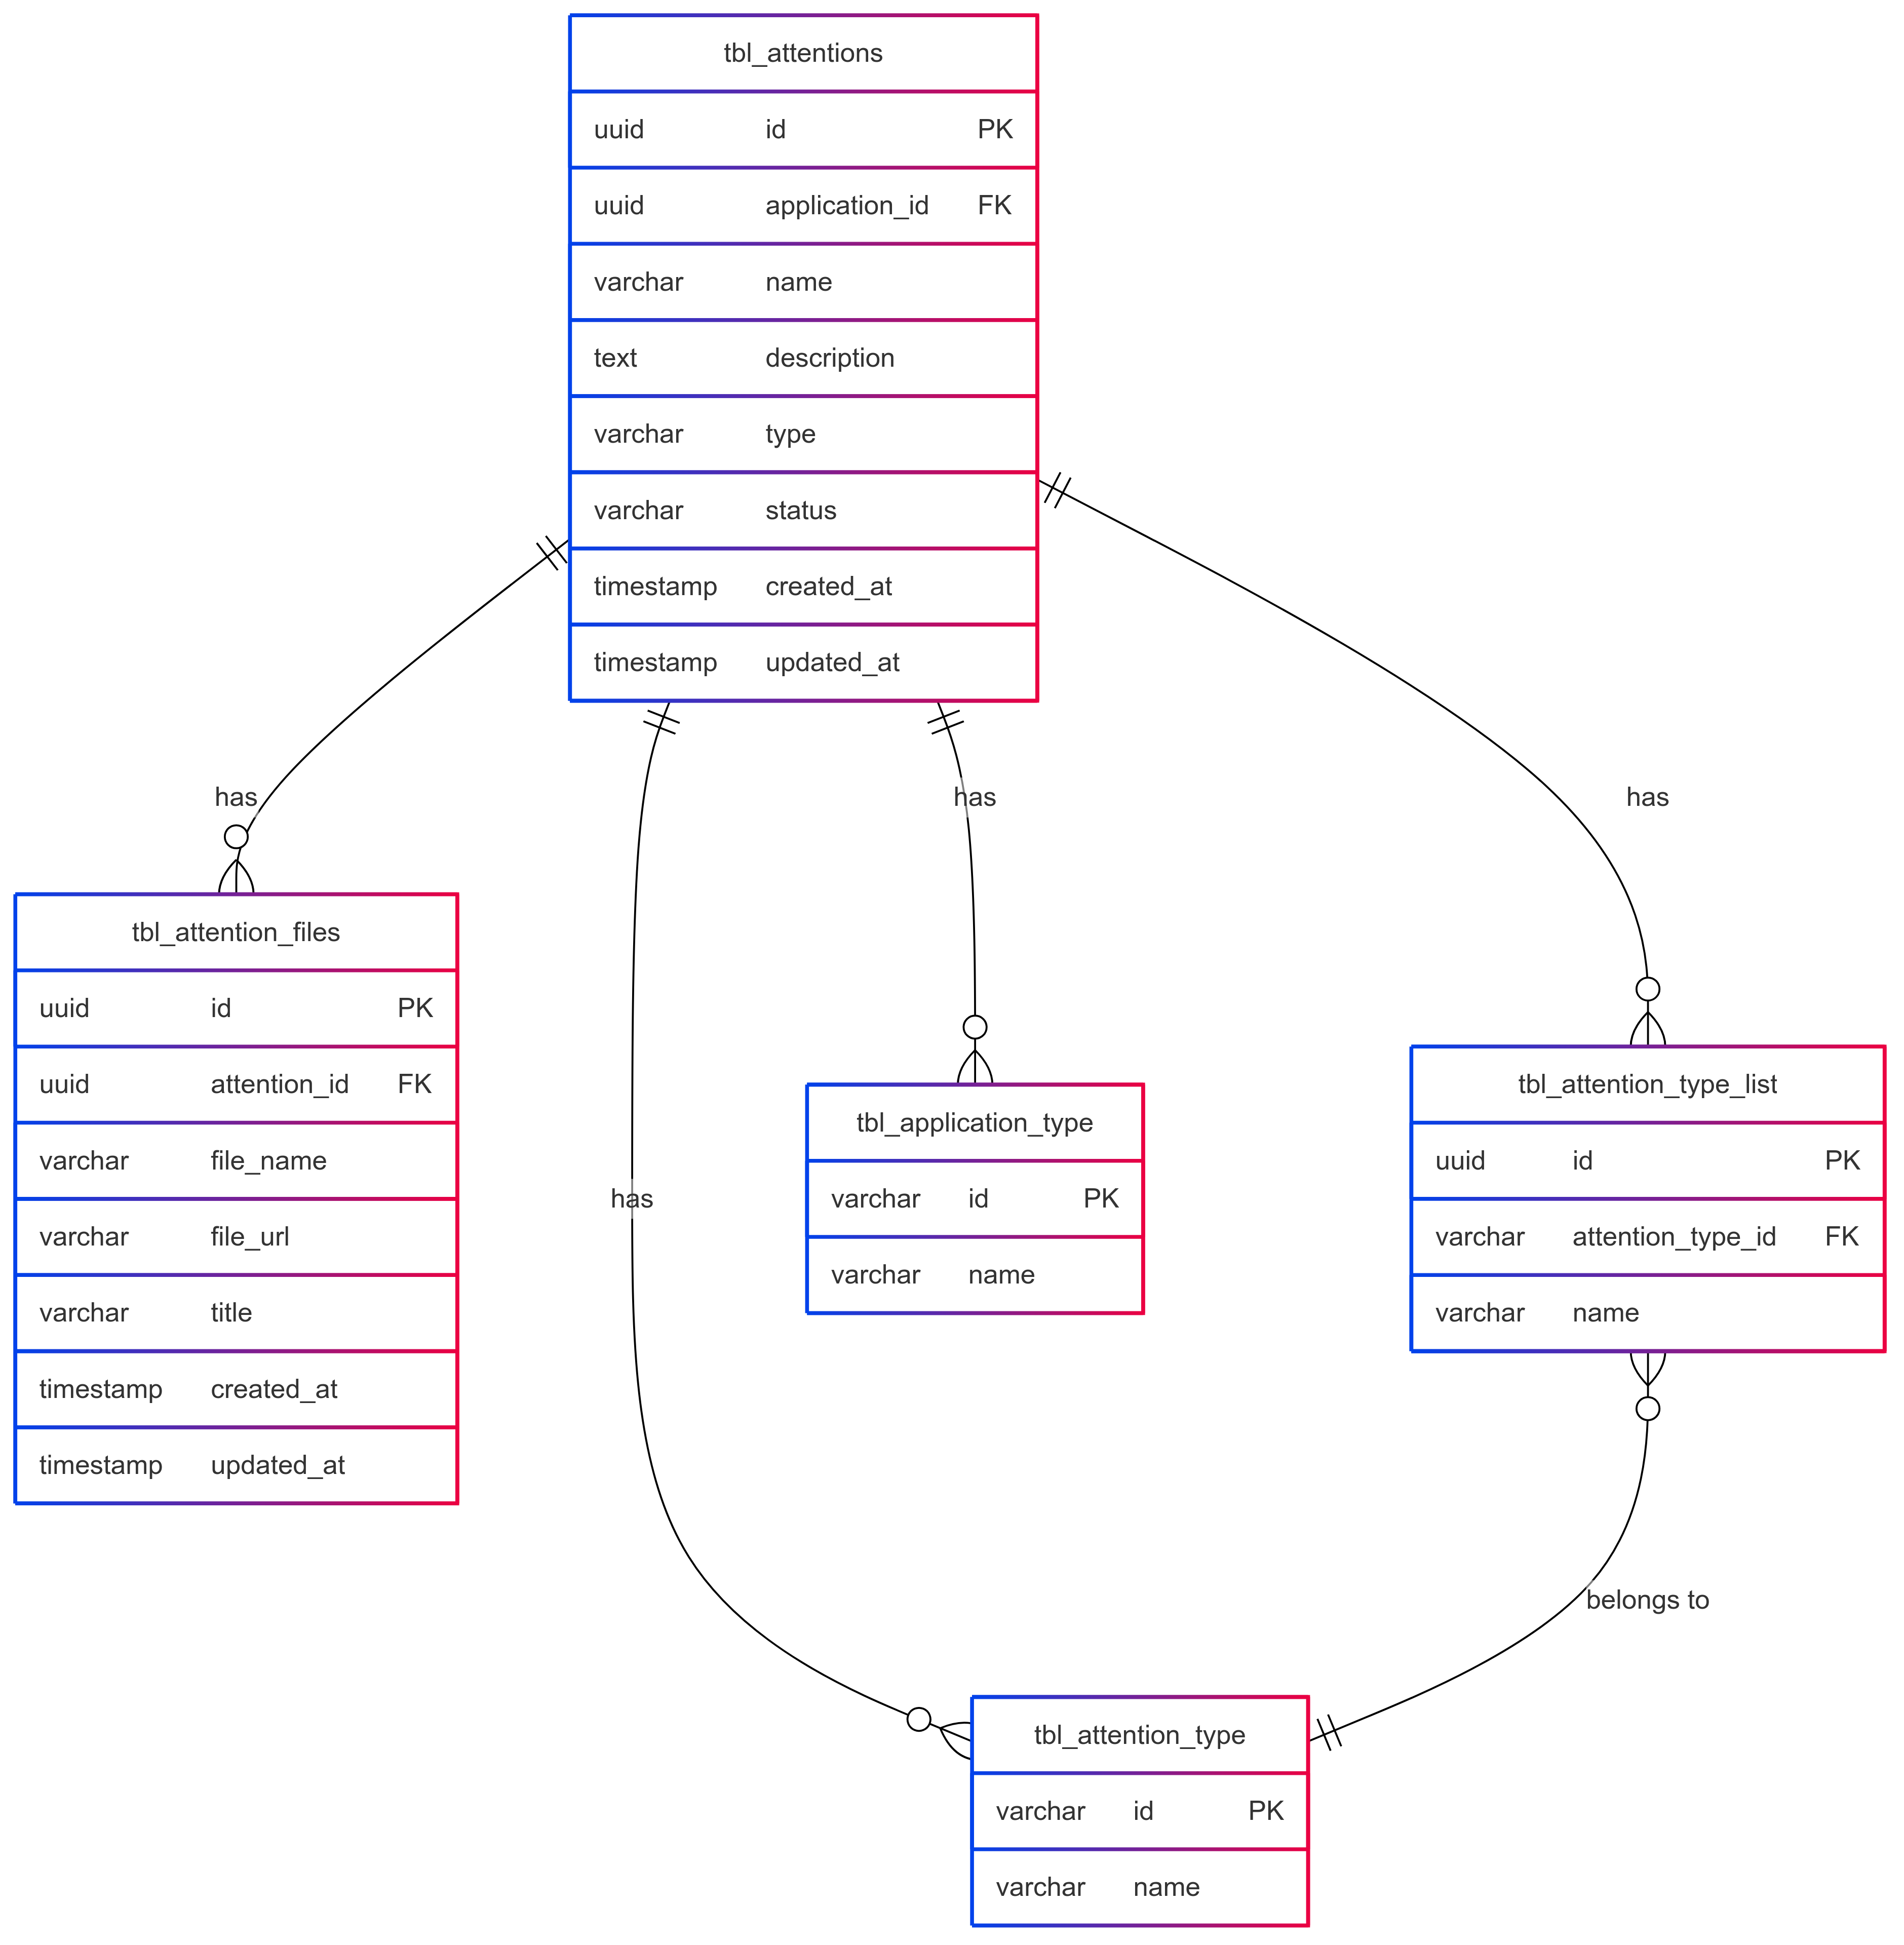 tbl_attentions
uuid id PK
uuid application_id FK
varchar name
text description
varchar type
varchar status
timestamp created_at
timestamp updated_at
has
has
has
tbl_attention_files
uuid id PK
uuid attention_id FK
varchar file_name
varchar file_url
varchar title
timestamp created_at
timestamp updated_at
has
tbl_application_type
varchar id PK
varchar name
tbl_attention_type_list
uuid id PK
varchar attention_type_id FK
varchar name
belongs to
tbl_attention_type
varchar id PK
varchar name